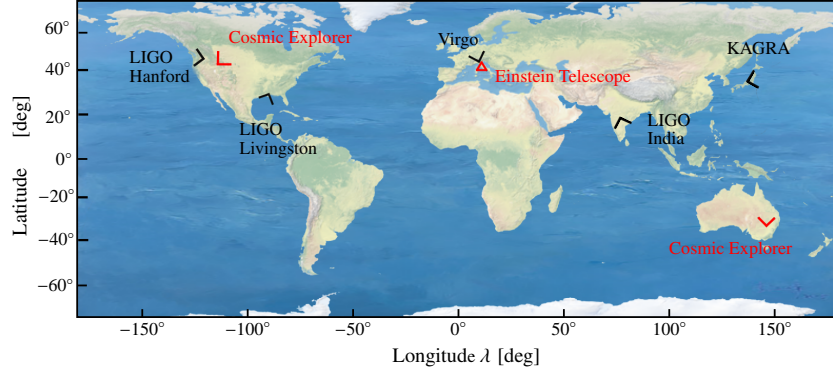 60°
40°
20°
0°
−20°
−40°
−60°
Latitude [deg]
LIGO
Hanford
Cosmic Explorer
LIGO
Livingston
Virgo
Einstein Telescope
KAGRA
LIGO
India
Cosmic Explorer
−150° −100° −50° 0° 50° 100° 150°
Longitude λ [deg]